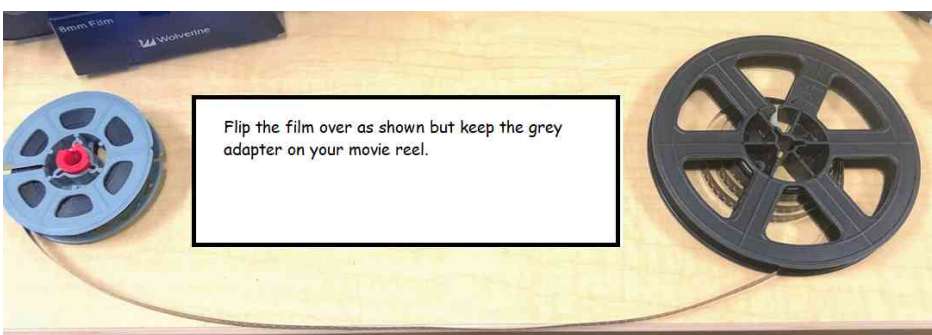 8mm Film
Wolverine
Flip the film over as shown but keep the grey
adapter on your movie reel.